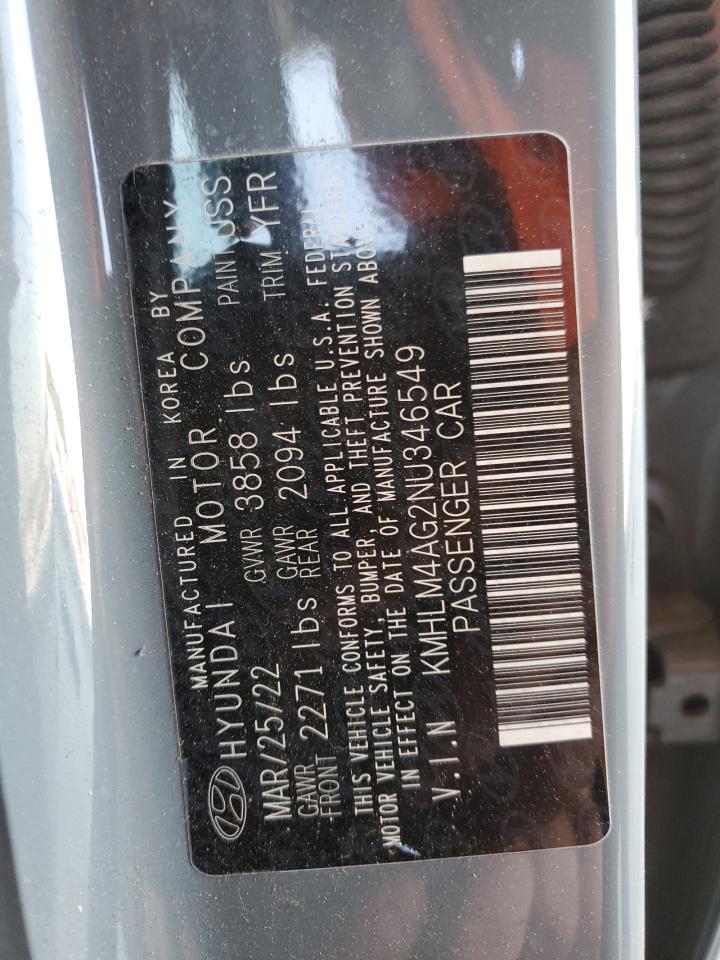 MANUFACTURED IN KOREA BY
HYUNDAI MOTOR COMPANY
MAR/25/22 GVWR 3858 lbs PAINT USS
GAWR FRONT 2271 lbs GAWR REAR 2094 lbs TRIM YFR
THIS VEHICLE CONFORMS TO ALL APPLICABLE U.S.A. FEDERAL
MOTOR VEHICLE SAFETY, BUMPER, AND THEFT PREVENTION STANDARDS
IN EFFECT ON THE DATE OF MANUFACTURE SHOWN ABOVE
V.I.N KMHLM4AG2NU346549
PASSENGER CAR